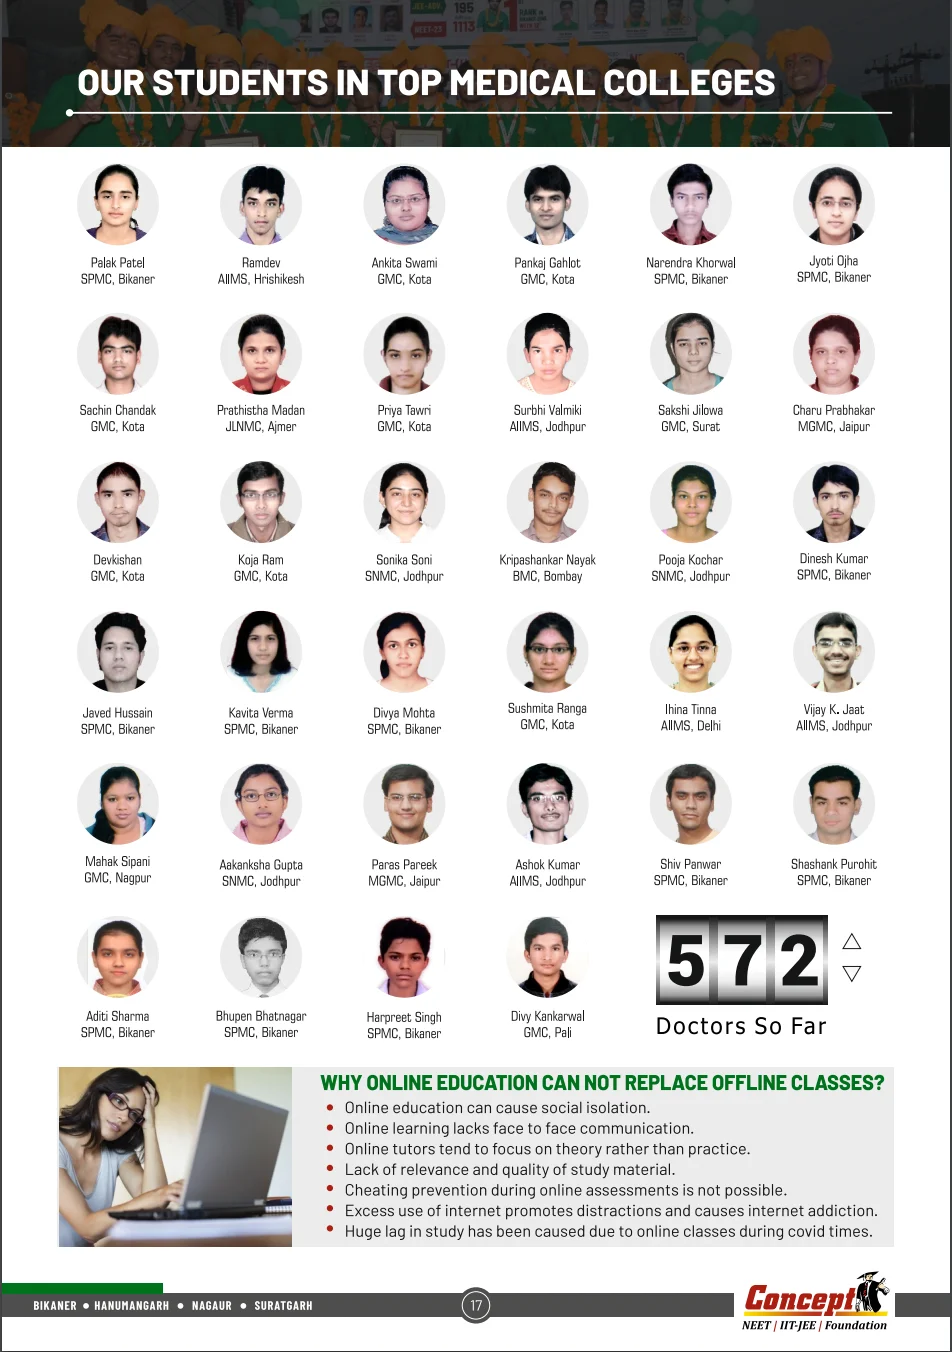 JEE-ADV
195
1
RANK in
NEET-23
1113
OUR STUDENTS IN TOP MEDICAL COLLEGES
Palak Patel
SPMC, Bikaner
Ramdev
AIIMS, Hrishikesh
Ankita Swami
GMC, Kota
Pankaj Gahlot
GMC, Kota
Narendra Khorwal
SPMC, Bikaner
Jyoti Ojha
SPMC, Bikaner
Sachin Chandak
GMC, Kota
Prathistha Madan
JLNMC, Ajmer
Priya Tawri
GMC, Kota
Surbhi Valmiki
AIIMS, Jodhpur
Sakshi Jilowa
GMC, Surat
Charu Prabhakar
MGMC, Jaipur
Devkishan
GMC, Kota
Koja Ram
GMC, Kota
Sonika Soni
SNMC, Jodhpur
Kripashankar Nayak
BMC, Bombay
Pooja Kochar
SNMC, Jodhpur
Dinesh Kumar
SPMC, Bikaner
Javed Hussain
SPMC, Bikaner
Kavita Verma
SPMC, Bikaner
Divya Mohta
SPMC, Bikaner
Sushmita Ranga
GMC, Kota
Ihina Tinna
AIIMS, Delhi
Vijay K. Jaat
AIIMS, Jodhpur
Mahak Sipani
GMC, Nagpur
Aakanksha Gupta
SNMC, Jodhpur
Paras Pareek
MGMC, Jaipur
Ashok Kumar
AIIMS, Jodhpur
Shiv Panwar
SPMC, Bikaner
Shashank Purohit
SPMC, Bikaner
Aditi Sharma
SPMC, Bikaner
Bhupen Bhatnagar
SPMC, Bikaner
Harpreet Singh
SPMC, Bikaner
Divy Kankarwal
GMC, Pali
572
Doctors So Far
WHY ONLINE EDUCATION CAN NOT REPLACE OFFLINE CLASSES?
• Online education can cause social isolation.
• Online learning lacks face to face communication.
• Online tutors tend to focus on theory rather than practice.
• Lack of relevance and quality of study material.
• Cheating prevention during online assessments is not possible.
• Excess use of internet promotes distractions and causes internet addiction.
• Huge lag in study has been caused due to online classes during covid times.
BIKANER • HANUMANGARH • NAGAUR • SURATGARH
17
Concept
NEET | IIT-JEE | Foundation